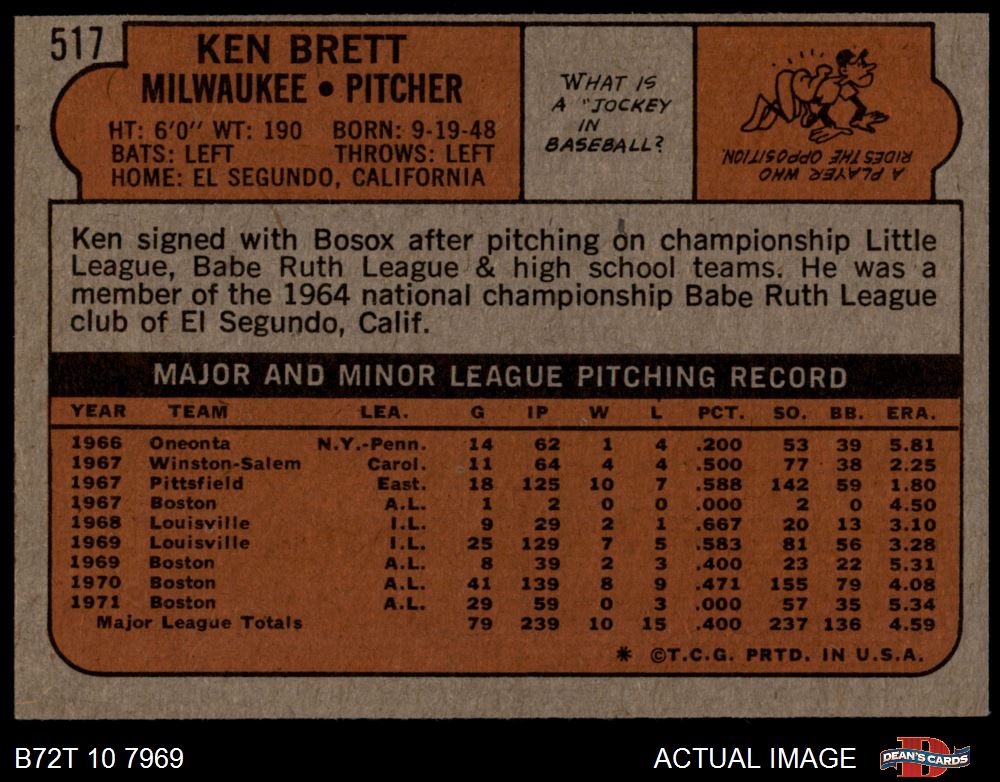 517
KEN BRETT
MILWAUKEE • PITCHER
HT: 6'0" WT: 190 BORN: 9-19-48
BATS: LEFT THROWS: LEFT
HOME: EL SEGUNDO, CALIFORNIA
WHAT IS
A "JOCKEY
IN
BASEBALL?
A PLAYER WHO
RIDES THE OPPOSITION.
Ken signed with Bosox after pitching on championship Little
League, Babe Ruth League & high school teams. He was a
member of the 1964 national championship Babe Ruth League
club of El Segundo, Calif.
MAJOR AND MINOR LEAGUE PITCHING RECORD
YEAR TEAM LEA. G IP W L PCT. SO. BB. ERA.
1966 Oneonta N.Y.-Penn. 14 62 1 4 .200 53 39 5.81
1967 Winston-Salem Carol. 11 64 4 4 .500 77 38 2.25
1967 Pittsfield East. 18 125 10 7 .588 142 59 1.80
1967 Boston A.L. 1 2 0 0 .000 2 0 4.50
1968 Louisville I.L. 9 29 2 1 .667 20 13 3.10
1969 Louisville I.L. 25 129 7 5 .583 81 56 3.28
1969 Boston A.L. 8 39 2 3 .400 23 22 5.31
1970 Boston A.L. 41 139 8 9 .471 155 79 4.08
1971 Boston A.L. 29 59 0 3 .000 57 35 5.34
Major League Totals 79 239 10 15 .400 237 136 4.59
* ©T.C.G. PRTD. IN U.S.A.
B72T 10 7969 ACTUAL IMAGE DEAN'S CARDS